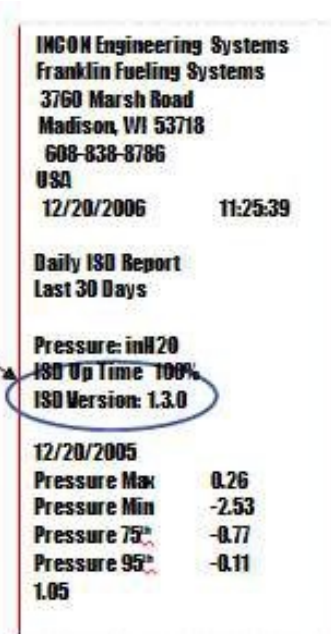 INCON Engineering Systems
Franklin Fueling Systems
3760 Marsh Road
Madison, WI 53718
608-838-8786
USA
12/20/2006 11:25:39
Daily ISD Report
Last 30 Days
Pressure: inH20
ISD Up Time 100%
ISD Version: 1.3.0
12/20/2005
Pressure Max 0.26
Pressure Min -2.53
Pressure 75th -0.77
Pressure 95th -0.11
1.05